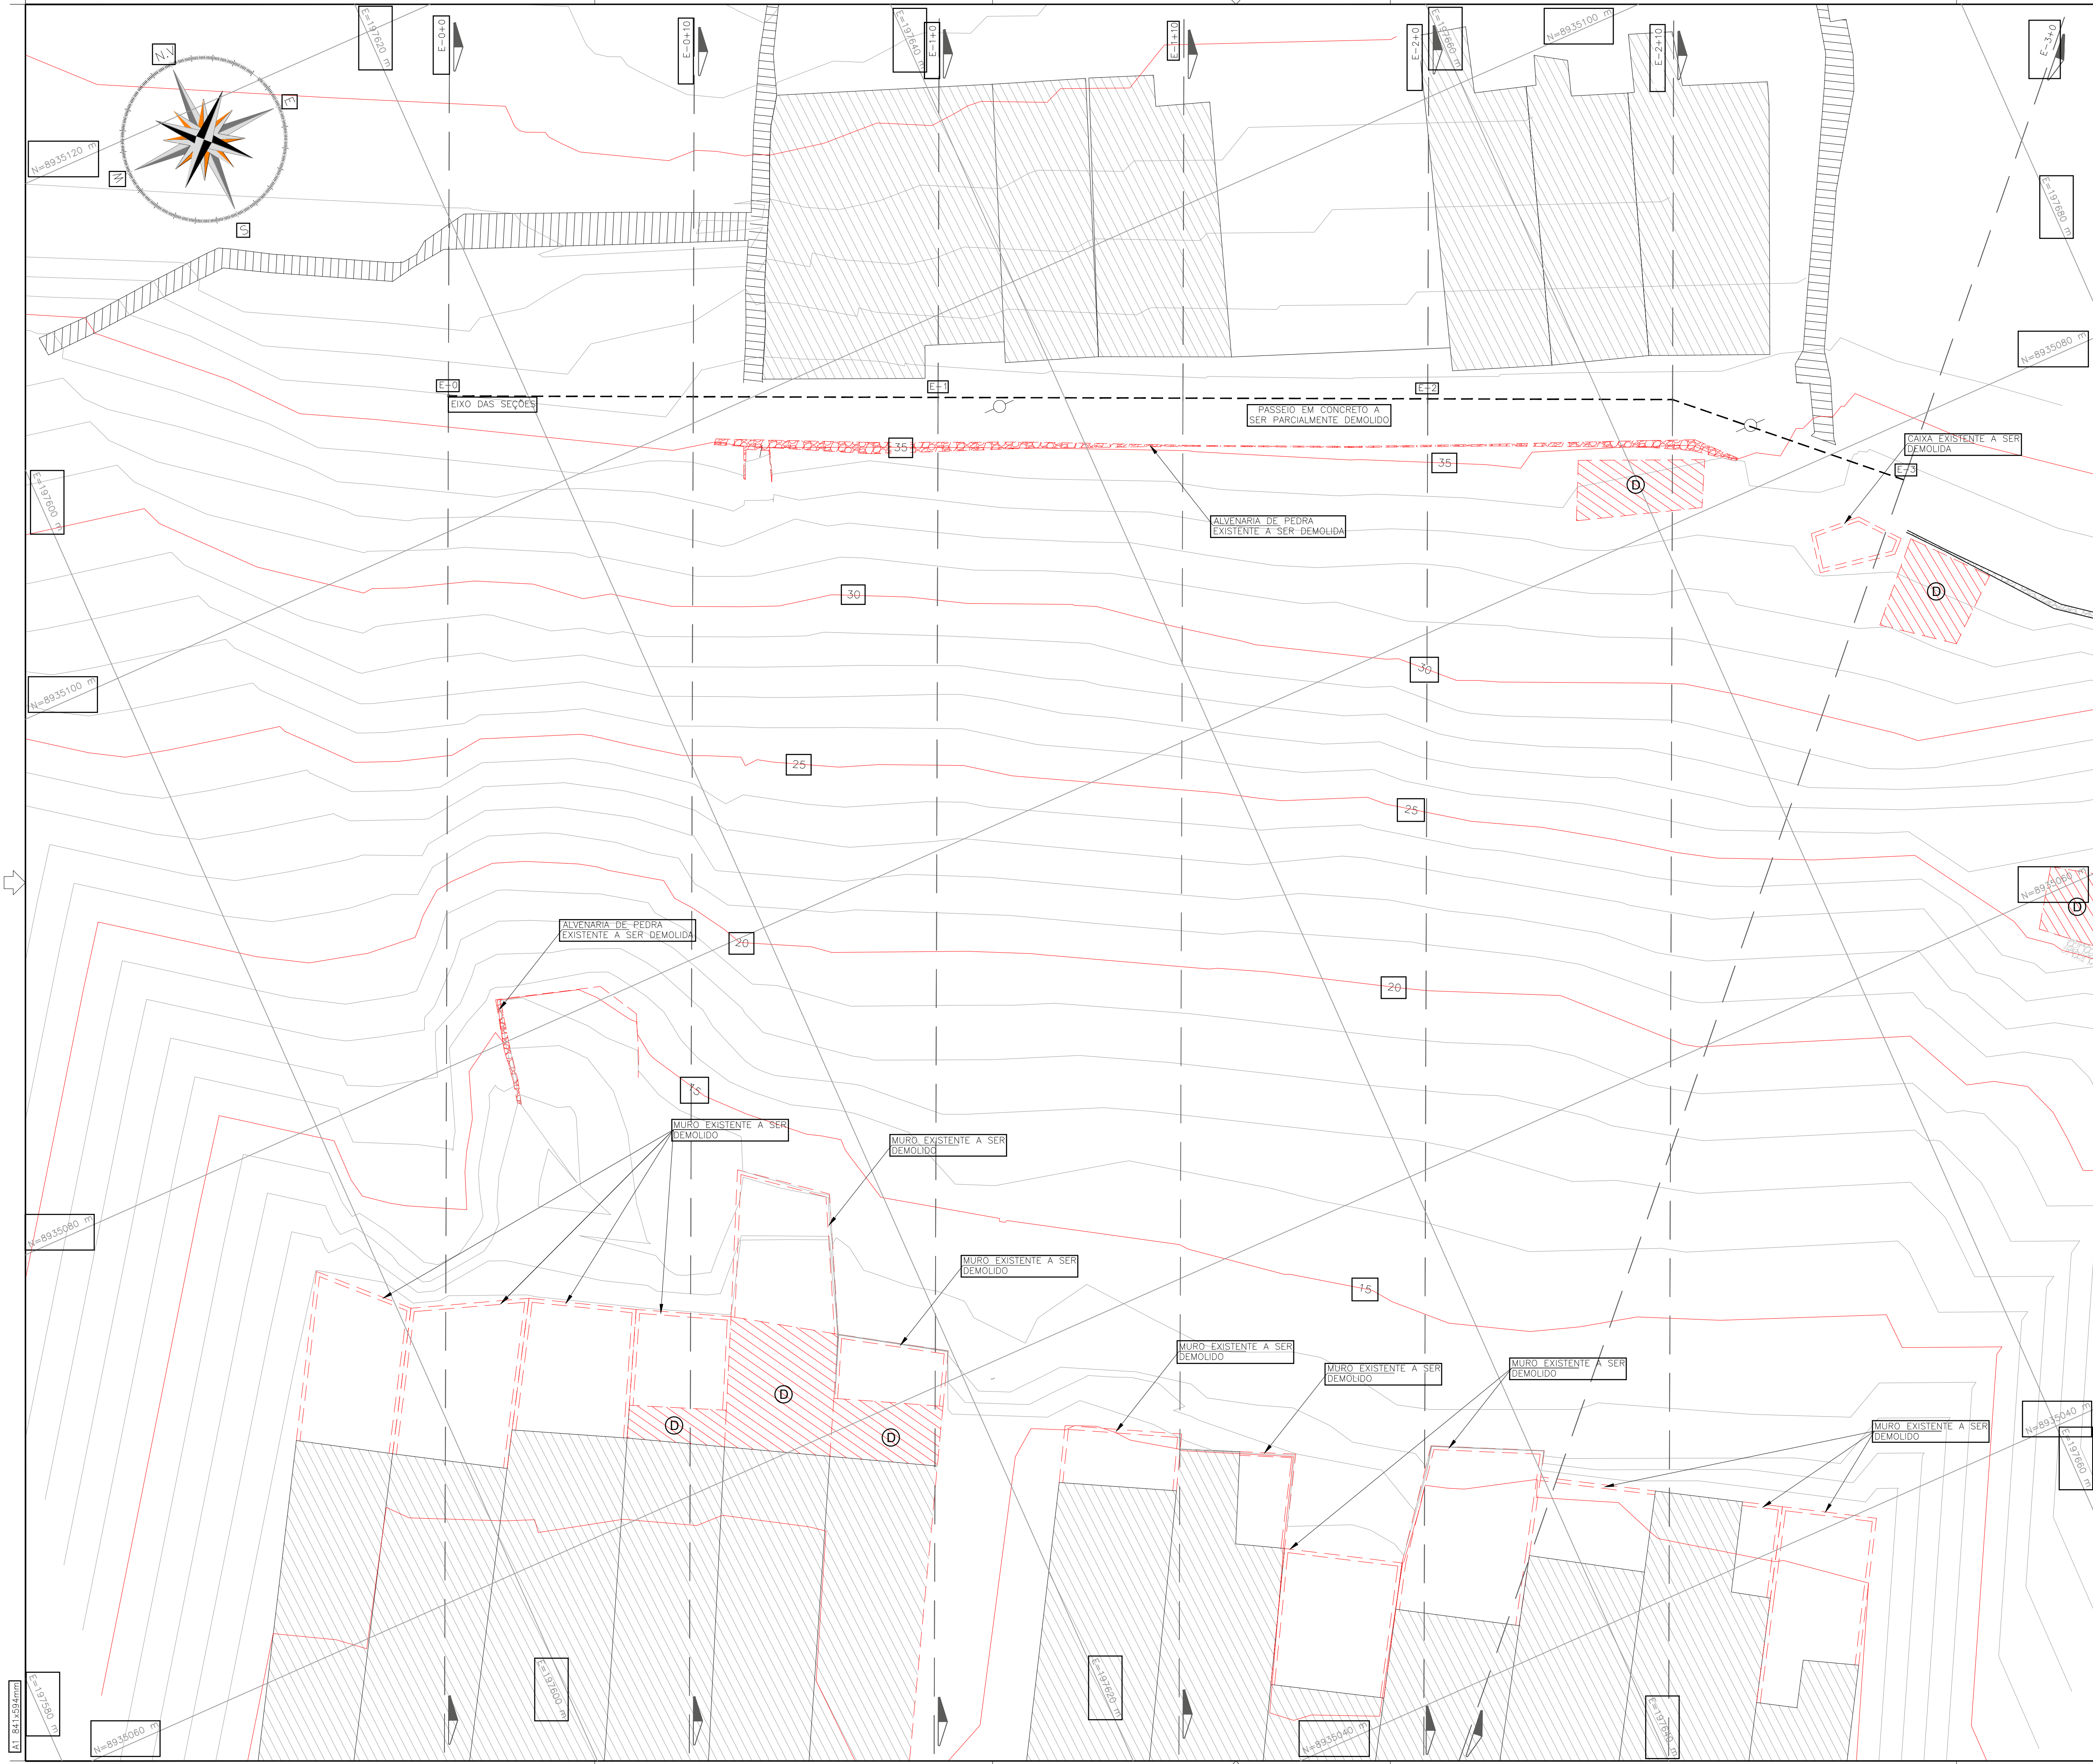 E=197620 m
E-0+0
E-0+10
E=197640 m
E-1+0
E-1+10
E-2+0
E=197660 m
N=8935100 m
E-2+10
E-3+0
N.V
E
M
S
N=8935120 m
E=197680 m
N=8935080 m
E-0
E-1
E-2
EIXO DAS SEÇÕES
PASSEIO EM CONCRETO A
SER PARCIALMENTE DEMOLIDO
35
35
CAIXA EXISTENTE A SER
DEMOLIDA
E-3
D
E=197600 m
ALVENARIA DE PEDRA
EXISTENTE A SER DEMOLIDA
D
30
30
N=8935100 m
25
25
N=8935060 m
D
ALVENARIA DE PEDRA
EXISTENTE A SER DEMOLIDA
20
20
15
MURO EXISTENTE A SER
DEMOLIDO
MURO EXISTENTE A SER
DEMOLIDO
N=8935080 m
MURO EXISTENTE A SER
DEMOLIDO
15
MURO EXISTENTE A SER
DEMOLIDO
MURO EXISTENTE A SER
DEMOLIDO
MURO EXISTENTE A SER
DEMOLIDO
D
D
D
MURO EXISTENTE A SER
DEMOLIDO
N=8935040 m
E=197660 m
E=197580 m
E=197600 m
E=197620 m
E=197640 m
N=8935060 m
N=8935040 m
A1 841x594mm